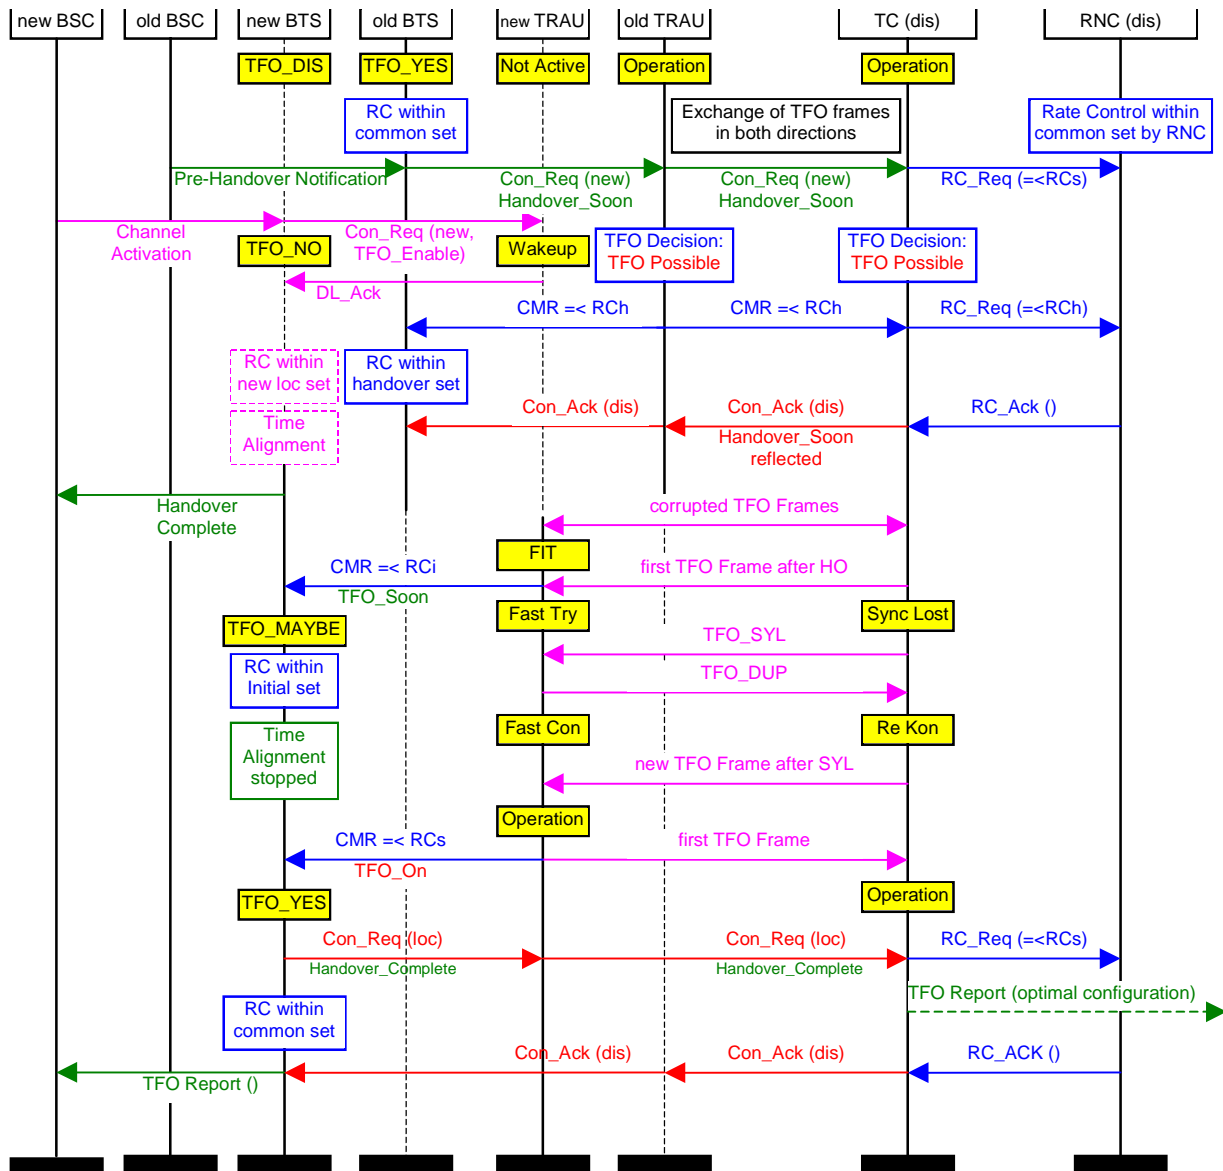 new BSC
old BSC
new BTS
old BTS
new TRAU
old TRAU
TC (dis)
RNC (dis)
TFO_DIS
TFO_YES
Not Active
Operation
Operation
RC within
common set
Exchange of TFO frames
in both directions
Rate Control within
common set by RNC
Pre-Handover Notification
Con_Req (new)
Handover_Soon
Con_Req (new)
Handover_Soon
RC_Req (=<RCs)
Channel
Activation
TFO_NO
Con_Req (new,
TFO_Enable)
Wakeup
TFO Decision:
TFO Possible
TFO Decision:
TFO Possible
DL_Ack
CMR =< RCh
CMR =< RCh
RC_Req (=<RCh)
RC within
new loc set
RC within
handover set
Time
Alignment
Con_Ack (dis)
Con_Ack (dis)
Handover_Soon
reflected
RC_Ack ()
Handover
Complete
corrupted TFO Frames
FIT
CMR =< RCi
TFO_Soon
first TFO Frame after HO
Fast Try
Sync Lost
TFO_MAYBE
TFO_SYL
RC within
Initial set
TFO_DUP
Time
Alignment
stopped
Fast Con
Re Kon
new TFO Frame after SYL
Operation
CMR =< RCs
TFO_On
first TFO Frame
TFO_YES
Operation
Con_Req (loc)
Handover_Complete
Con_Req (loc)
Handover_Complete
RC_Req (=<RCs)
TFO Report (optimal configuration)
RC within
common set
Con_Ack (dis)
Con_Ack (dis)
RC_ACK ()
TFO Report ()